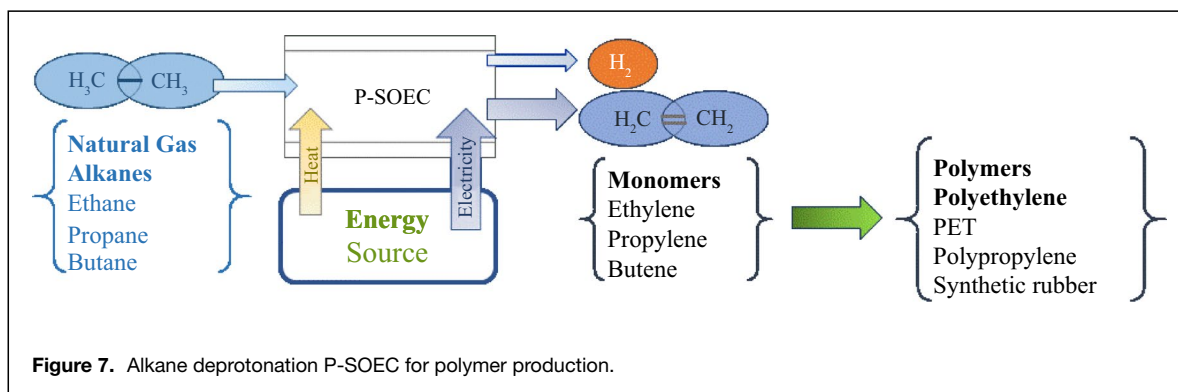 H₃C
CH₃
P-SOEC
H₂
H₂C
CH₂
Heat
Electricity
Energy
Source
Natural Gas
Alkanes
Ethane
Propane
Butane
Monomers
Ethylene
Propylene
Butene
Polymers
Polyethylene
PET
Polypropylene
Synthetic rubber
Figure 7. Alkane deprotonation P-SOEC for polymer production.